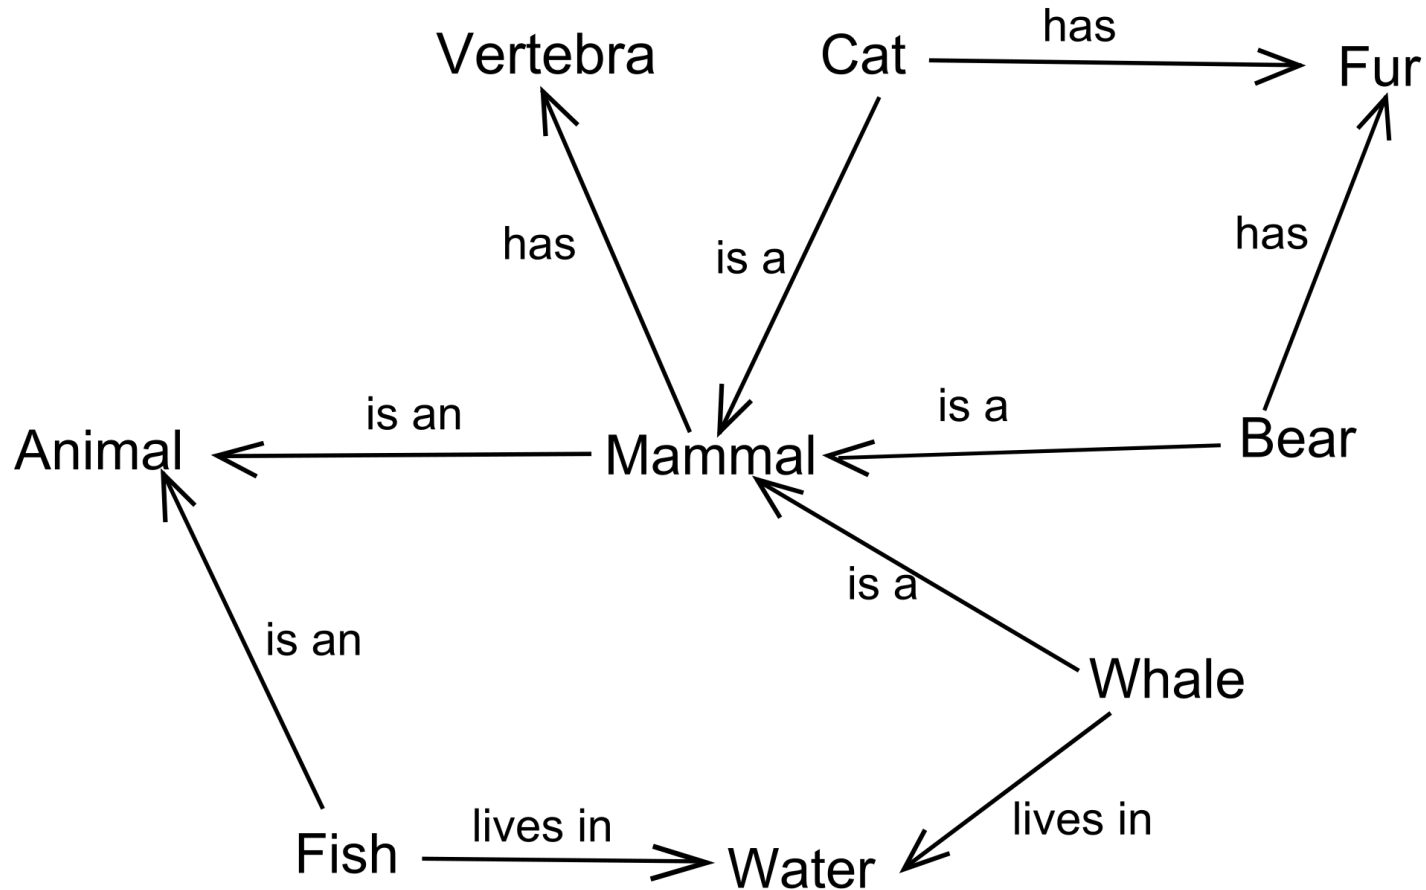 Vertebra
Cat
has
Fur
has
is a
has
Animal
is an
Mammal
is a
Bear
is a
is an
Whale
Fish
lives in
Water
lives in